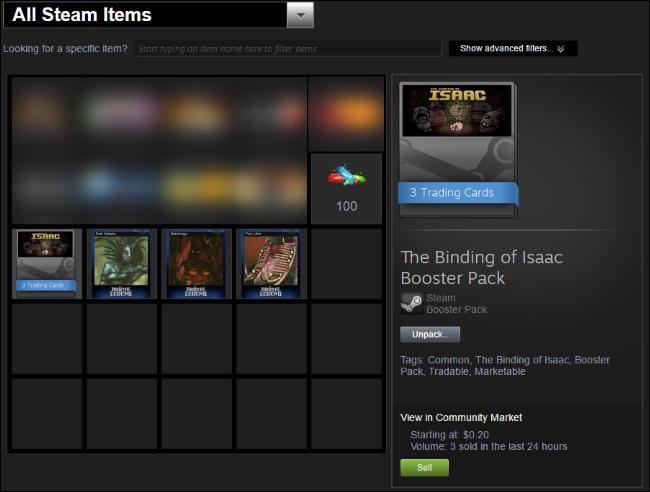 All Steam Items
Looking for a specific item? Start typing an item name here to filter items Show advanced filters...
THE BINDING OF
ISAAC
3 Trading Cards
100
ISAAC
3 Trading Cards
LEGEND
LEGEND
LEGEND
The Binding of Isaac
Booster Pack
Steam
Booster Pack
Unpack...
Tags: Common, The Binding of Isaac, Booster
Pack, Tradable, Marketable
View in Community Market
Starting at: $0.20
Volume: 3 sold in the last 24 hours
Sell